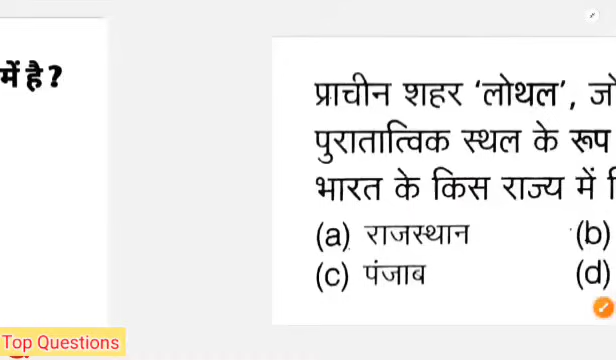 में है?
प्राचीन शहर ‘लोथल’, जो
पुरातात्विक स्थल के रूप
भारत के किस राज्य में
(a) राजस्थान (b)
(c) पंजाब (d)
Top Questions